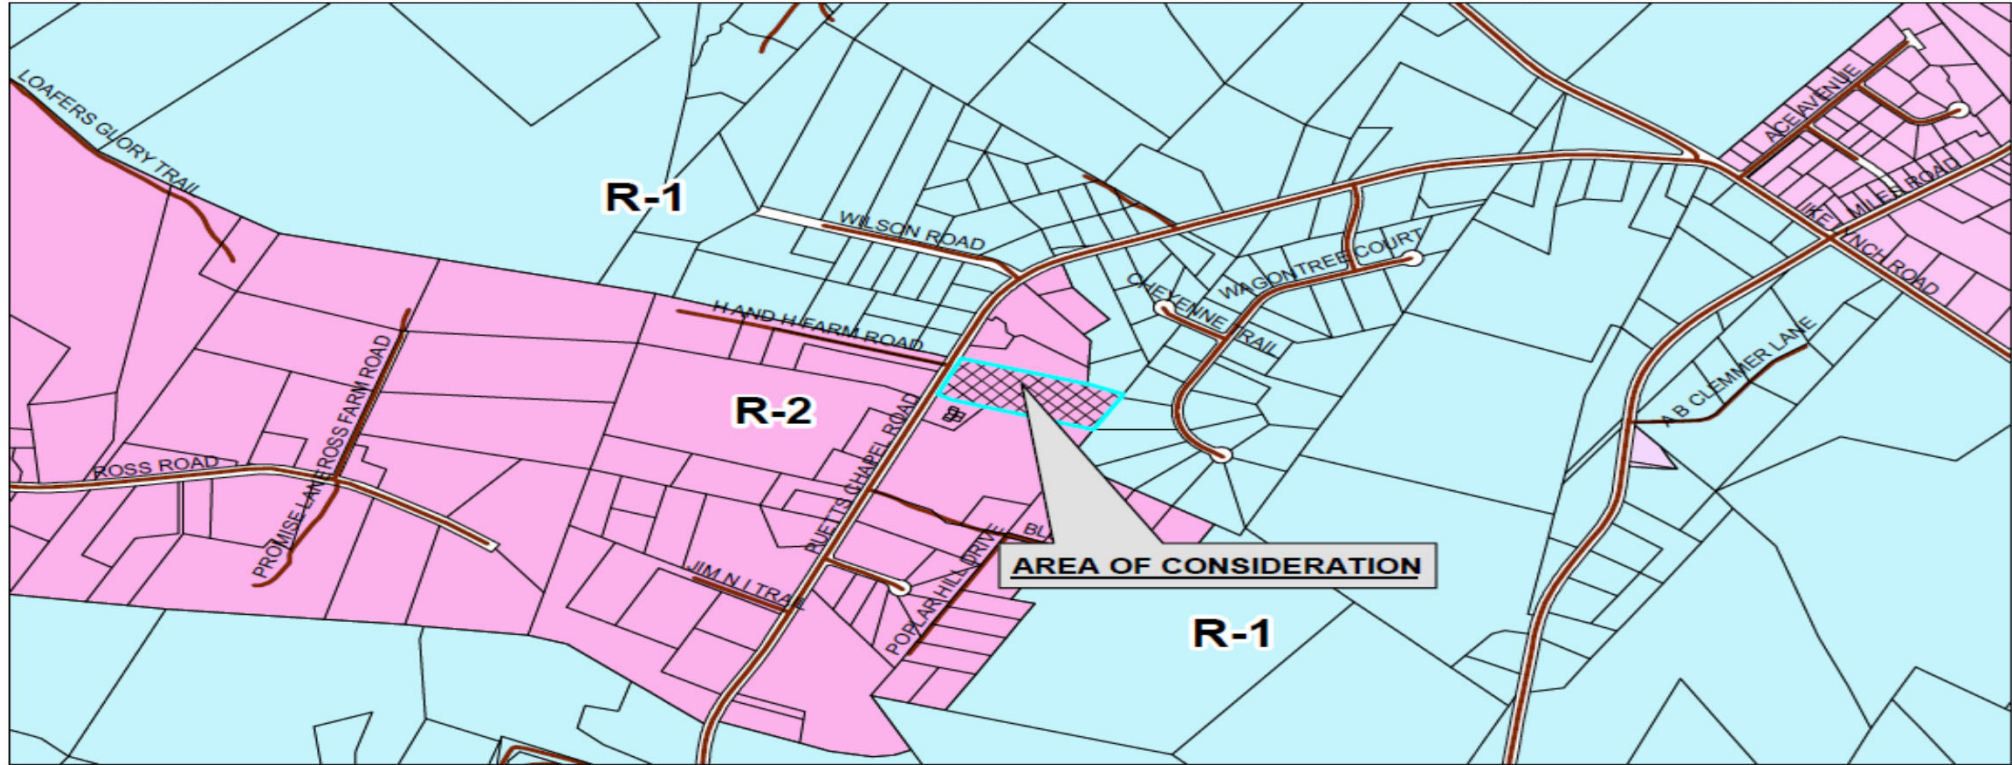 LOAFERS GLORY TRAIL
ACE AVENUE
R-1
WILSON ROAD
IKE LYNCH ROAD
MILES ROAD
WAGONTREE COURT
CHEYENNE TRAIL
H AND H FARM ROAD
A B CLEMMER LANE
ROSS FARM ROAD
R-2
PUETTS CHAPEL ROAD
ROSS ROAD
PROMISE LANE
AREA OF CONSIDERATION
JIM N I TRAIL
POPLAR HILL DRIVE
R-1